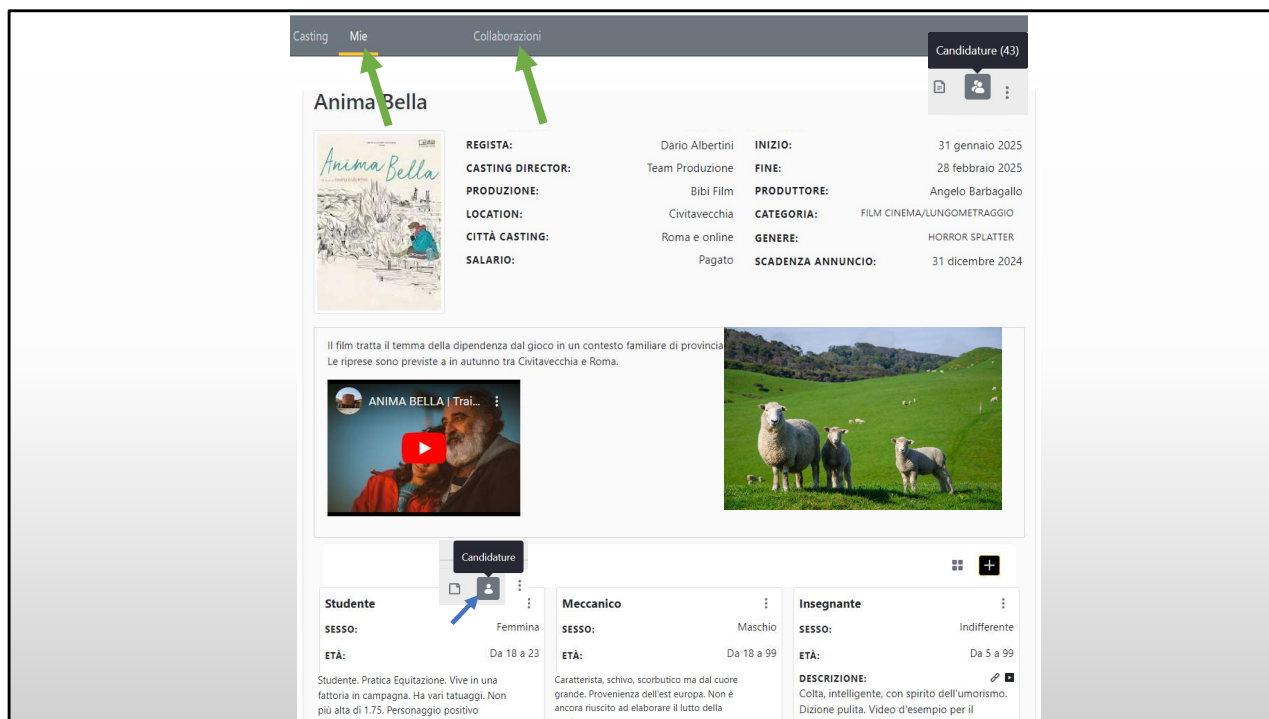 Casting Mie Collaborazioni
Candidature (43)
Anima Bella
Anima Bella
REGISTA: Dario Albertini INIZIO: 31 gennaio 2025
CASTING DIRECTOR: Team Produzione FINE: 28 febbraio 2025
PRODUZIONE: Bibi Film PRODUTTORE: Angelo Barbagallo
LOCATION: Civitavecchia CATEGORIA: FILM CINEMA/LUNGOMETRAGGIO
CITTÀ CASTING: Roma e online GENERE: HORROR SPLATTER
SALARIO: Pagato SCADENZA ANNUNCIO: 31 dicembre 2024
Il film tratta il temma della dipendenza dal gioco in un contesto familiare di provincia
Le riprese sono previste a in autunno tra Civitavecchia e Roma.
ANIMA BELLA | Trai...
Candidature
Studente
SESSO: Femmina
ETÀ: Da 18 a 23
Studente. Pratica Equitazione. Vive in una
fattoria in campagna. Ha vari tatuaggi. Non
più alta di 1.75. Personaggio positivo
Meccanico
SESSO: Maschio
ETÀ: Da 18 a 99
Caratterista, schivo, scorbutico ma dal cuore
grande. Provenienza dell'est europa. Non è
ancora riuscito ad elaborare il lutto della
Insegnante
SESSO: Indifferente
ETÀ: Da 5 a 99
DESCRIZIONE:
Colta, intelligente, con spirito dell'umorismo.
Dizione pulita. Video d'esempio per il